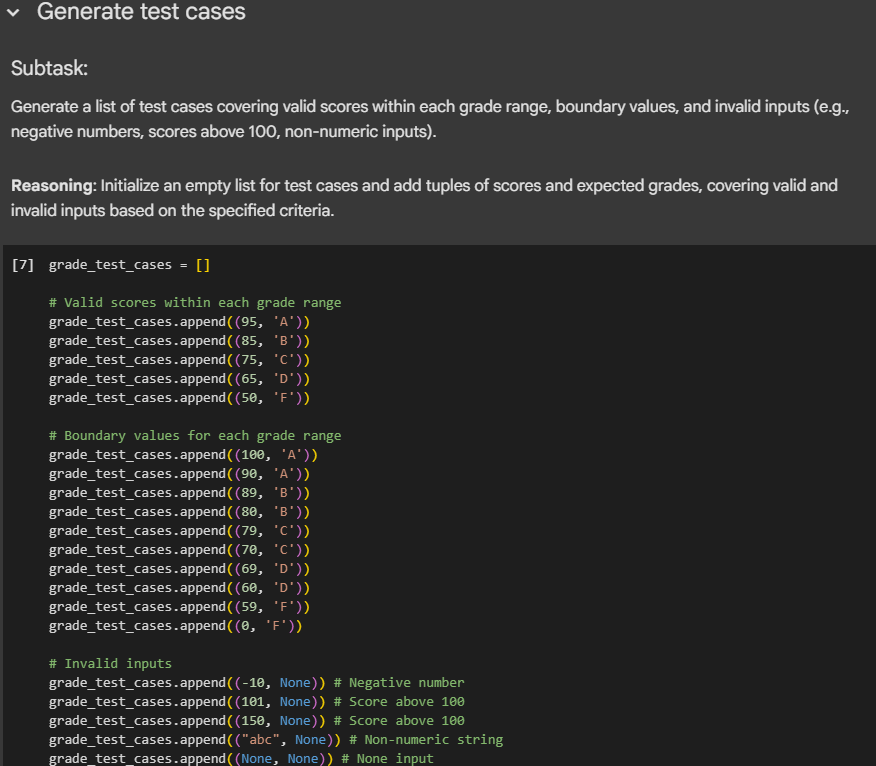 Generate test cases
Subtask:
Generate a list of test cases covering valid scores within each grade range, boundary values, and invalid inputs (e.g.,
negative numbers, scores above 100, non-numeric inputs).
Reasoning: Initialize an empty list for test cases and add tuples of scores and expected grades, covering valid and
invalid inputs based on the specified criteria.
[7] grade_test_cases = []
# Valid scores within each grade range
grade_test_cases.append((95, 'A'))
grade_test_cases.append((85, 'B'))
grade_test_cases.append((75, 'C'))
grade_test_cases.append((65, 'D'))
grade_test_cases.append((50, 'F'))
# Boundary values for each grade range
grade_test_cases.append((100, 'A'))
grade_test_cases.append((90, 'A'))
grade_test_cases.append((89, 'B'))
grade_test_cases.append((80, 'B'))
grade_test_cases.append((79, 'C'))
grade_test_cases.append((70, 'C'))
grade_test_cases.append((69, 'D'))
grade_test_cases.append((60, 'D'))
grade_test_cases.append((59, 'F'))
grade_test_cases.append((0, 'F'))
# Invalid inputs
grade_test_cases.append((-10, None)) # Negative number
grade_test_cases.append((101, None)) # Score above 100
grade_test_cases.append((150, None)) # Score above 100
grade_test_cases.append(("abc", None)) # Non-numeric string
grade_test_cases.append((None, None)) # None input